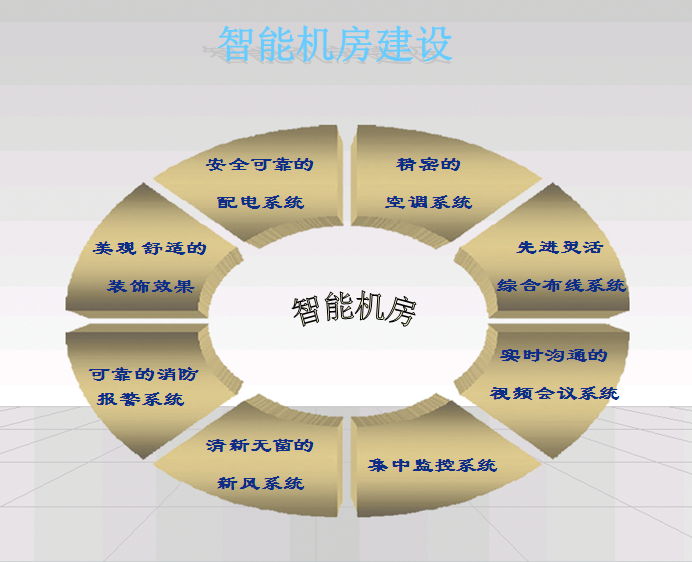 智能机房建设
安全可靠的
配电系统
精密的
空调系统
美观舒适的
装饰效果
先进灵活
综合布线系统
智能机房
可靠的消防
报警系统
实时沟通的
视频会议系统
清新无菌的
新风系统
集中监控系统